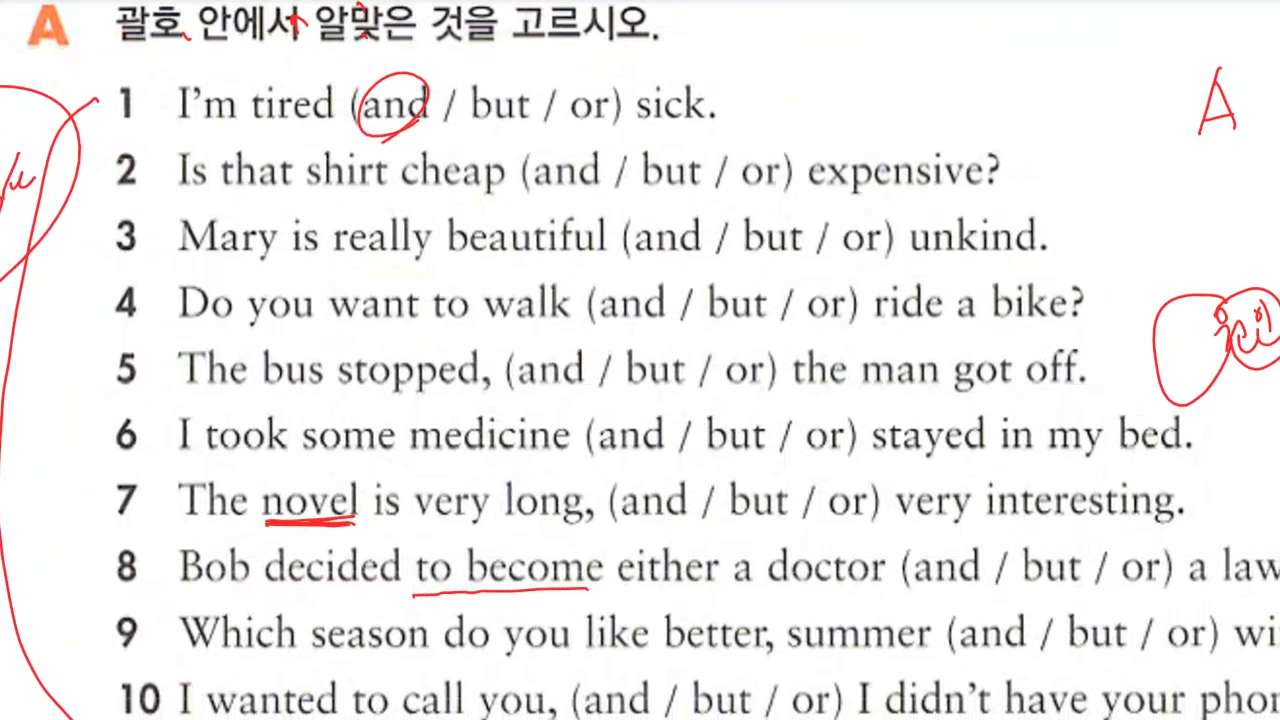 A 괄호 안에서 알맞은 것을 고르시오.
1 I'm tired (and / but / or) sick.
A
2 Is that shirt cheap (and / but / or) expensive?
3 Mary is really beautiful (and / but / or) unkind.
4 Do you want to walk (and / but / or) ride a bike?
5 The bus stopped, (and / but / or) the man got off.
6 I took some medicine (and / but / or) stayed in my bed.
7 The novel is very long, (and / but / or) very interesting.
8 Bob decided to become either a doctor (and / but / or) a law
9 Which season do you like better, summer (and / but / or) wi
10 I wanted to call you, (and / but / or) I didn't have your phon